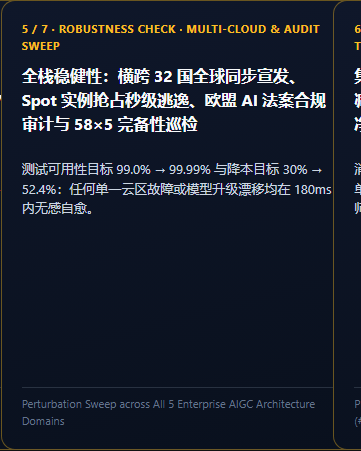 5 / 7 · ROBUSTNESS CHECK · MULTI-CLOUD & AUDIT
SWEEP
全栈稳健性：横跨 32 国全球同步宣发、
Spot 实例抢占秒级逃逸、欧盟 AI 法案合规
审计与 58×5 完备性巡检
测试可用性目标 99.0% → 99.99% 与降本目标 30% →
52.4%：任何单一云区故障或模型升级漂移均在 180ms
内无感自愈。
Perturbation Sweep across All 5 Enterprise AIGC Architecture
Domains